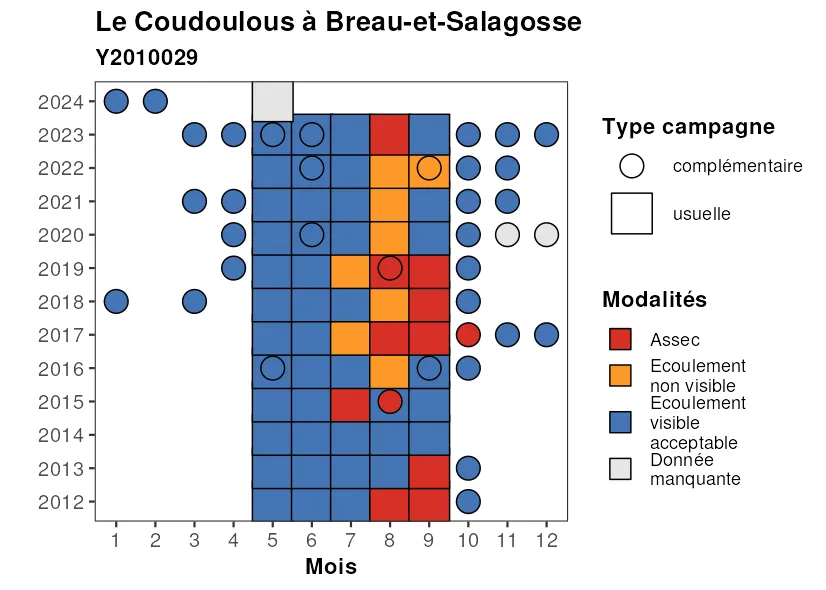 Le Coudoulous à Breau-et-Salagosse
Y2010029
2024
2023
2022
2021
2020
2019
2018
2017
2016
2015
2014
2013
2012
1 2 3 4 5 6 7 8 9 10 11 12
Mois
Type campagne
complémentaire
usuelle
Modalités
Assec
Ecoulement
non visible
Ecoulement
visible
acceptable
Donnée
manquante